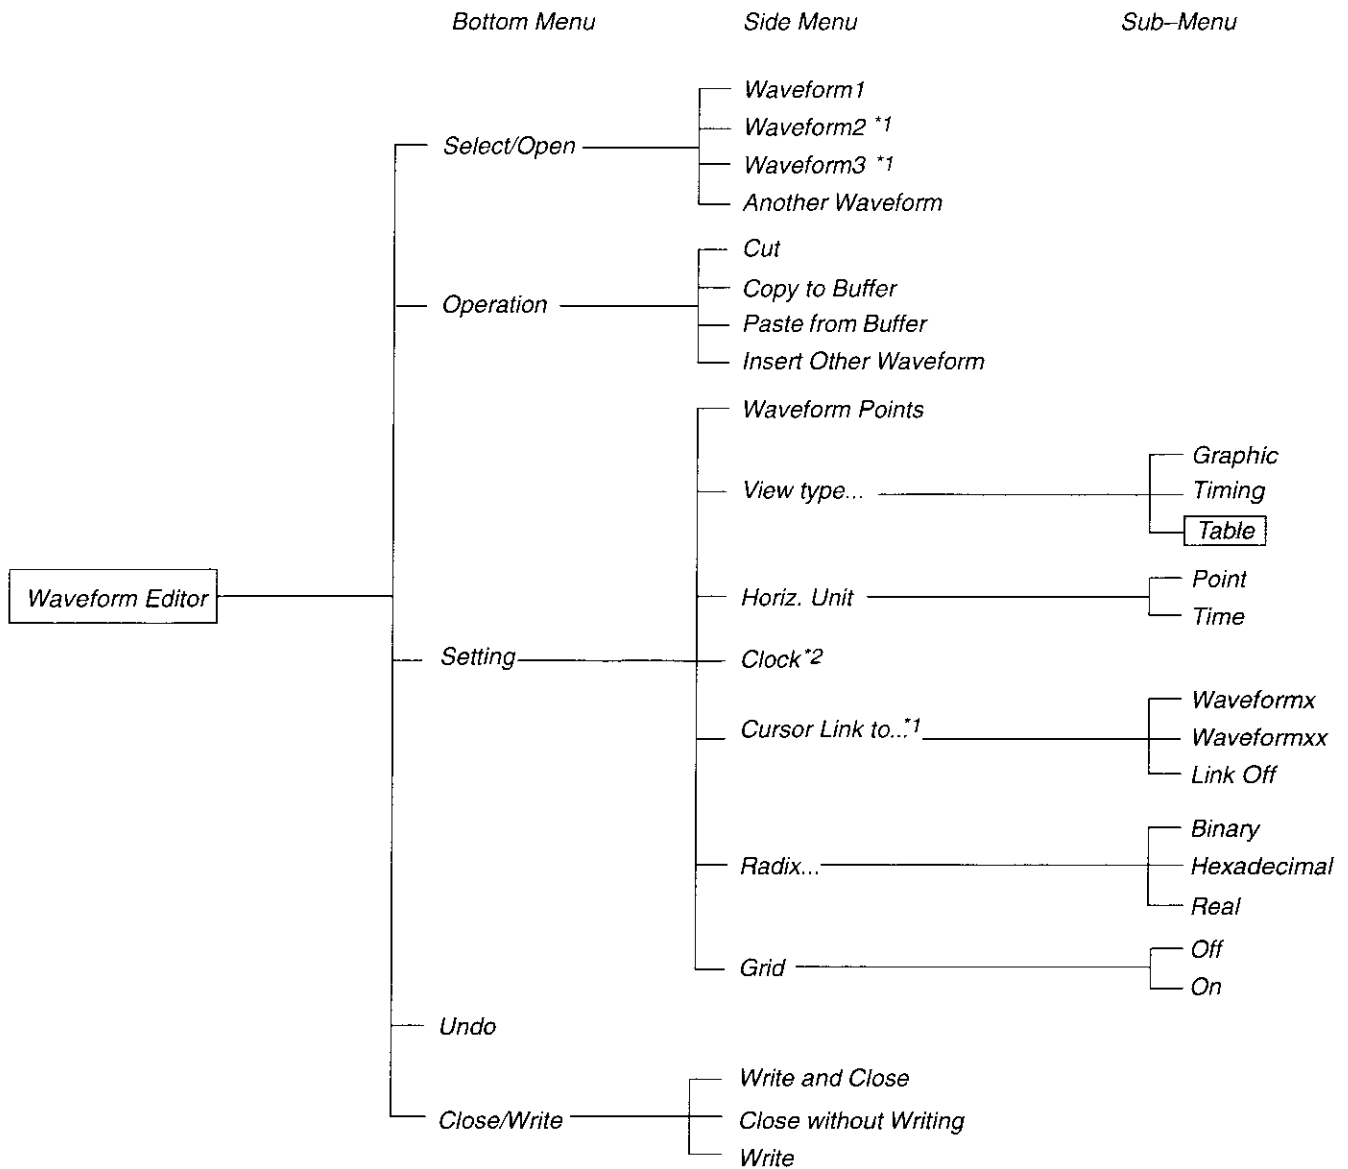 Bottom Menu Side Menu Sub–Menu
Waveform1
Waveform2 *1
Select/Open
Waveform3 *1
Another Waveform
Cut
Copy to Buffer
Operation
Paste from Buffer
Insert Other Waveform
Waveform Points
Graphic
View type... Timing
Table
Point
Waveform Editor Horiz. Unit
Time
Setting Clock*2
Waveformx
Cursor Link to...*1 Waveformxx
Link Off
Binary
Radix... Hexadecimal
Real
Off
Grid
On
Undo
Write and Close
Close/Write Close without Writing
Write